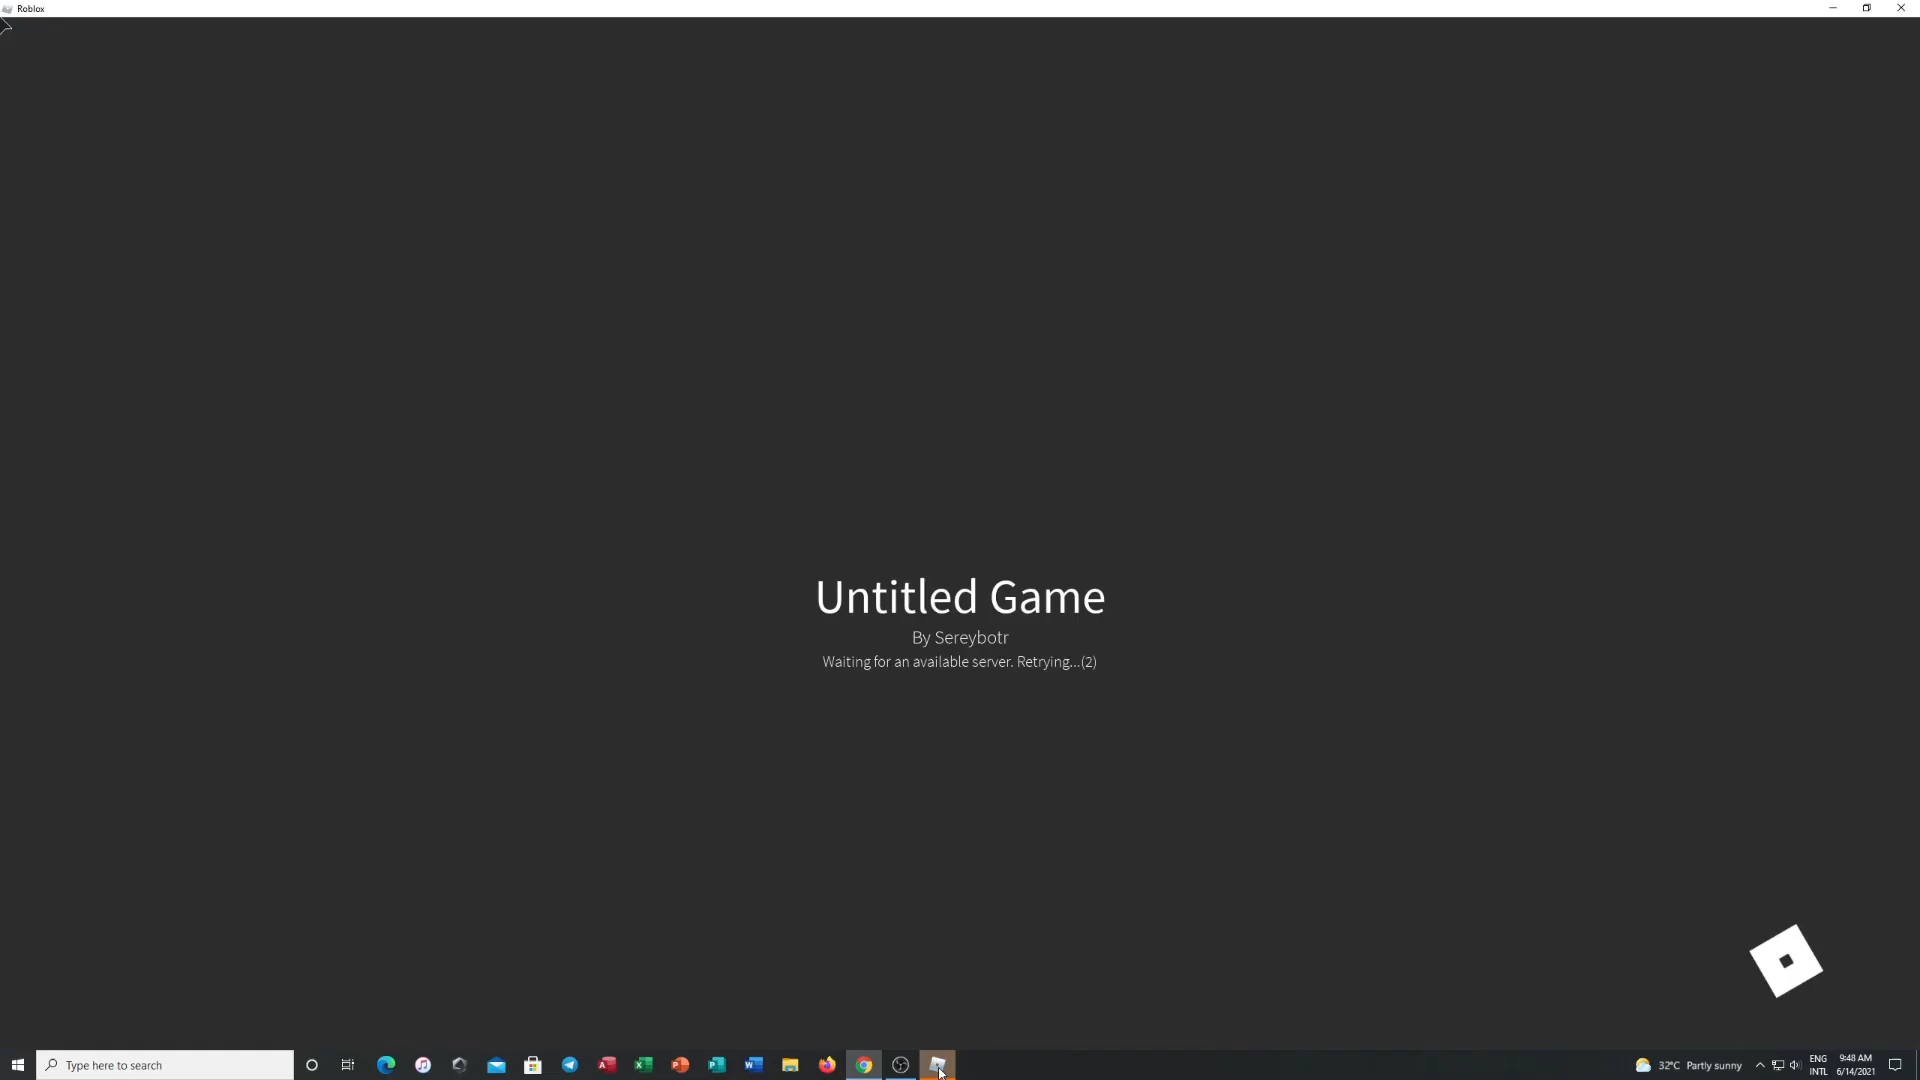 Roblox
Untitled Game
By Sereybotr
Waiting for an available server. Retrying...(2)
Type here to search
32°C Partly sunny
ENG
INTL
9:48 AM
6/14/2021